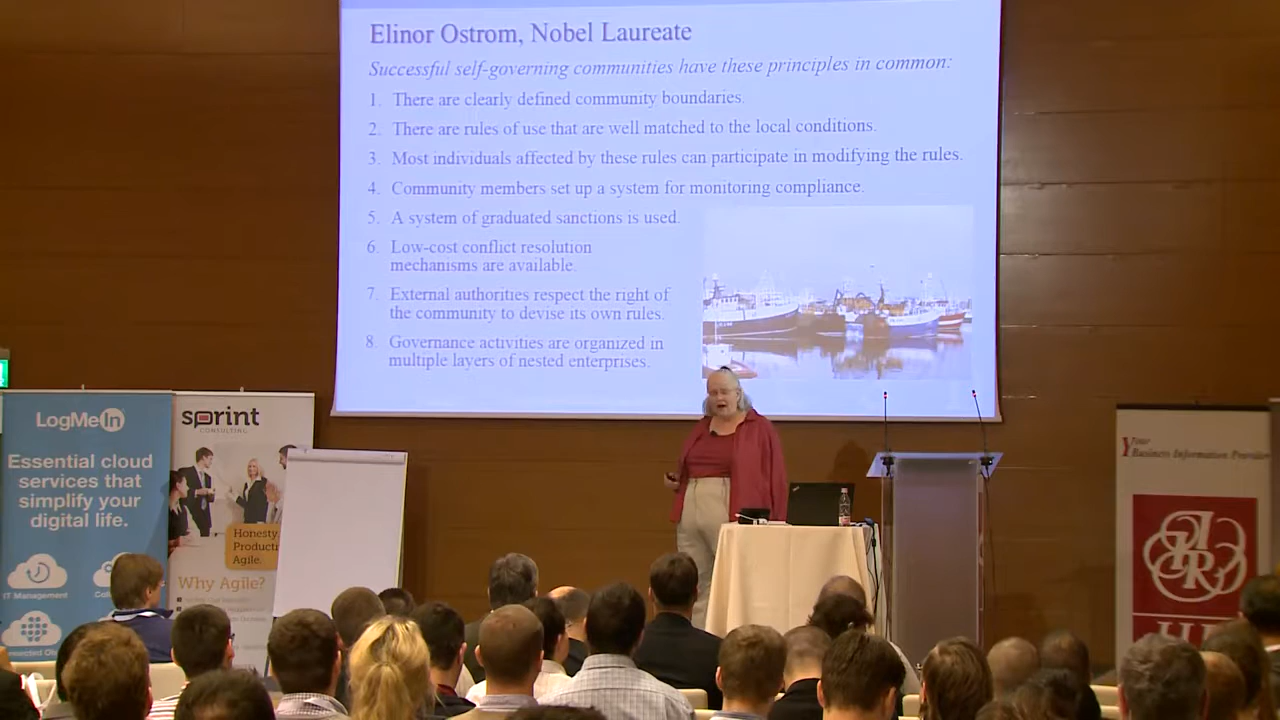 Elinor Ostrom, Nobel Laureate
Successful self-governing communities have these principles in common:
1. There are clearly defined community boundaries.
2. There are rules of use that are well matched to the local conditions.
3. Most individuals affected by these rules can participate in modifying the rules.
4. Community members set up a system for monitoring compliance.
5. A system of graduated sanctions is used.
6. Low-cost conflict resolution
mechanisms are available.
7. External authorities respect the right of
the community to devise its own rules.
8. Governance activities are organized in
multiple layers of nested enterprises.
LogMeIn
Essential cloud
services that
simplify your
digital life.
IT Management
sprint
CONSULTING
Honesty
Agile.
Why Agile?
Your
Business Information Provider